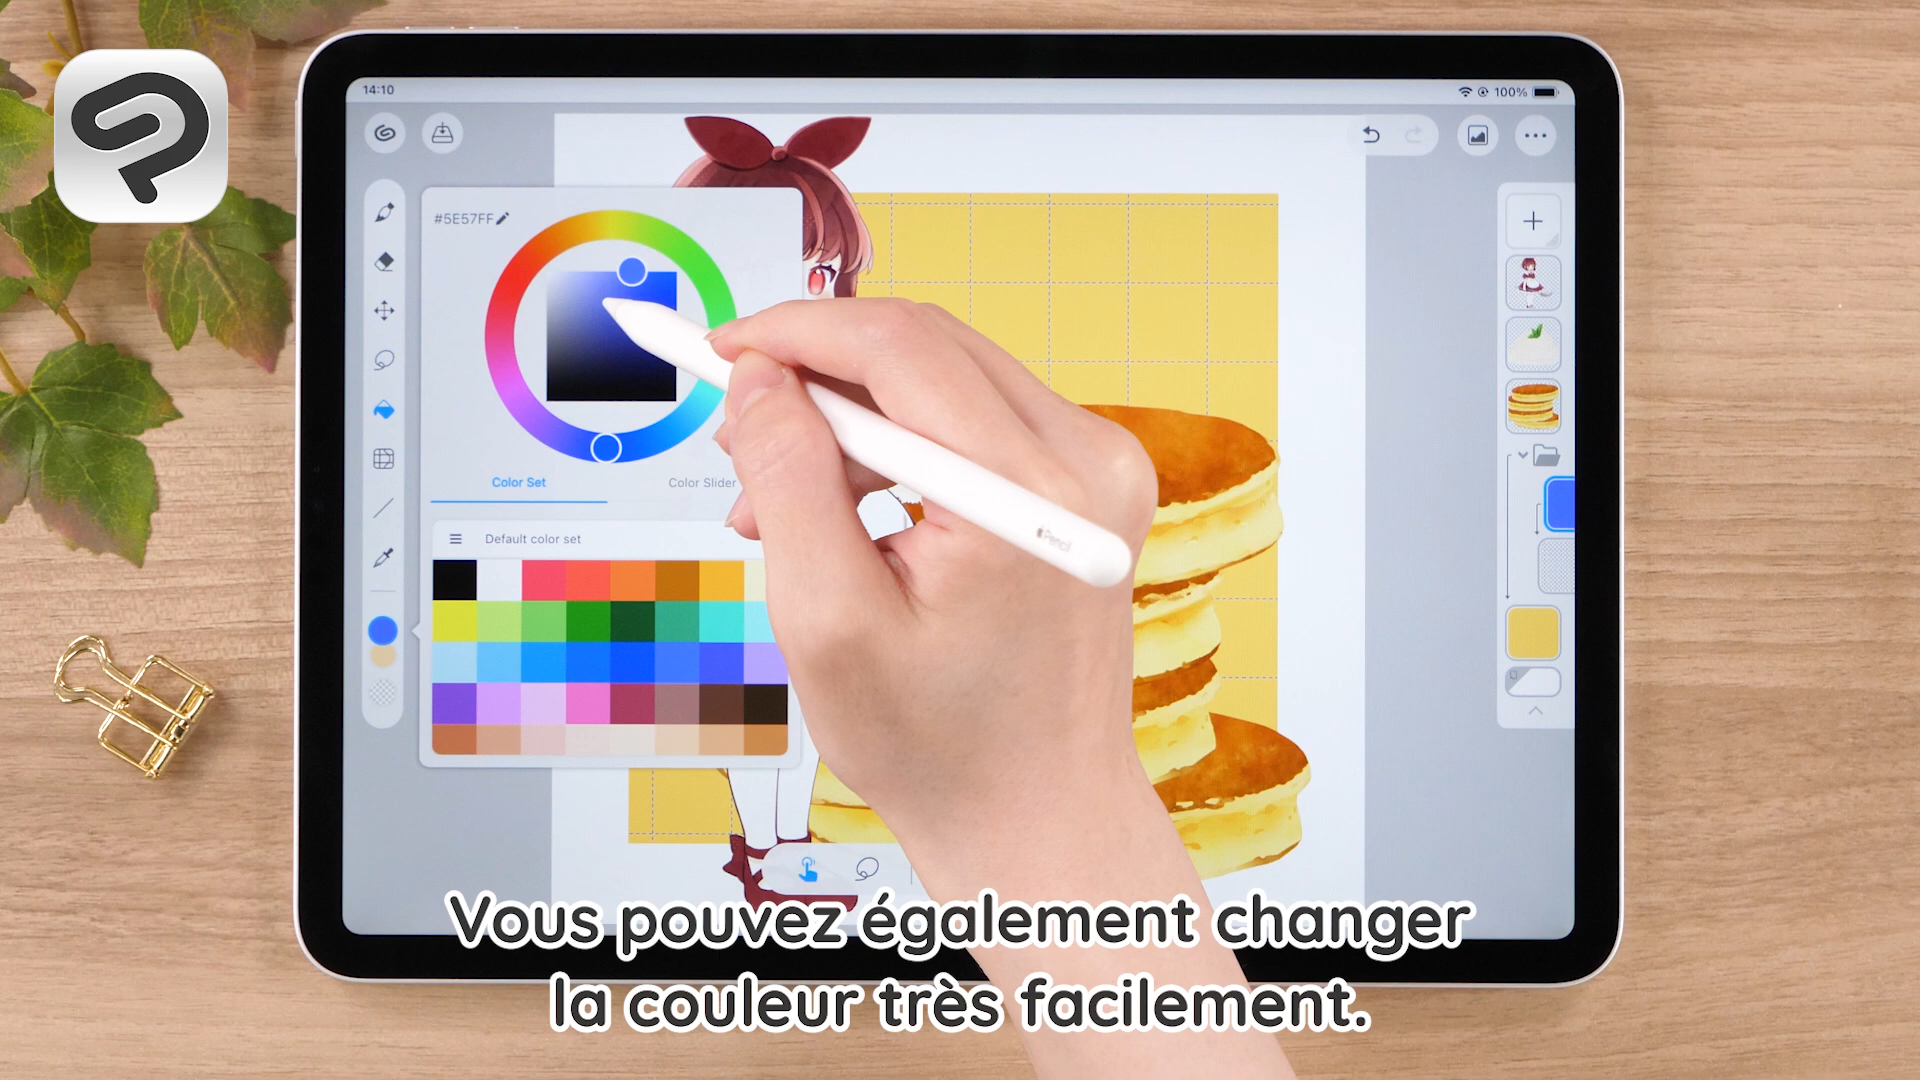 14:10
100%
#5E57FF
Color Set
Color Slider
Default color set
Pencil
Vous pouvez également changer
la couleur très facilement.